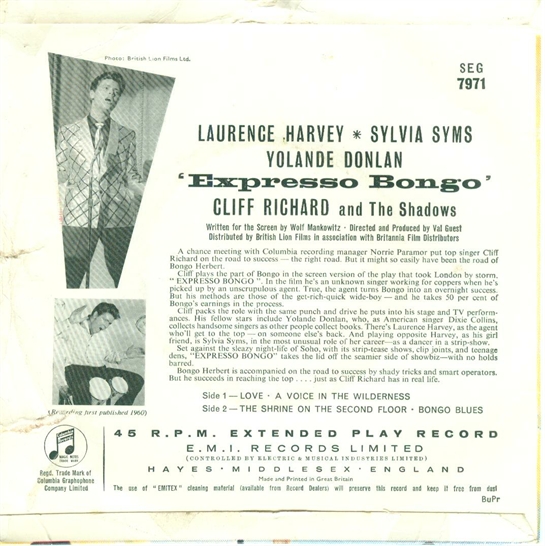 Photo: British Lion Films Ltd.
SEG
7971
LAURENCE HARVEY * SYLVIA SYMS
YOLANDE DONLAN
'Expresso Bongo'
CLIFF RICHARD and The Shadows
Written for the Screen by Wolf Mankowitz · Directed and Produced by Val Guest
Distributed by British Lion Films in association with Britannia Film Distributors
A chance meeting with Columbia recording manager Norrie Paramor put top singer Cliff
Richard on the road to success — the right road. But it might so easily have been the road of
Bongo Herbert.
Cliff plays the part of Bongo in the screen version of the play that took London by storm,
"EXPRESSO BONGO". In the film he's an unknown singer working for coppers when he's
picked up by an unscrupulous agent. True, the agent turns Bongo into an overnight success.
But his methods are those of the get-rich-quick wide-boy — and he takes 50 per cent of
Bongo's earnings in the process.
Cliff packs the role with the same punch and drive he puts into his stage and TV perform-
ances. His fellow stars include Yolande Donlan, who, as American singer Dixie Collins,
collects handsome singers as other people collect books. There's Laurence Harvey, as the agent
who'll get to the top — on someone else's back. And playing opposite Harvey, as his girl
friend, is Sylvia Syms, in the most unusual role of her career—as a dancer in a strip-show.
Set against the sleazy night-life of Soho, with its strip-tease shows, clip joints, and teenage
dens, "EXPRESSO BONGO" takes the lid off the seamier side of showbiz—with no holds
barred.
Bongo Herbert is accompanied on the road to success by shady tricks and smart operators.
But he succeeds in reaching the top .... just as Cliff Richard has in real life.
Side 1 — LOVE · A VOICE IN THE WILDERNESS
Side 2 — THE SHRINE ON THE SECOND FLOOR · BONGO BLUES
(Recording first published 1960)
45 R.P.M. EXTENDED PLAY RECORD
E.M.I. RECORDS LIMITED
(CONTROLLED BY ELECTRIC & MUSICAL INDUSTRIES LIMITED)
HAYES · MIDDLESEX · ENGLAND
Made and Printed in Great Britain
MAGIC NOTES
TRADE MARK
Regd. Trade Mark of
Columbia Graphophone
Company Limited
The use of "EMITEX" cleaning material (available from Record Dealers) will preserve this record and keep it free from dust
BuPr